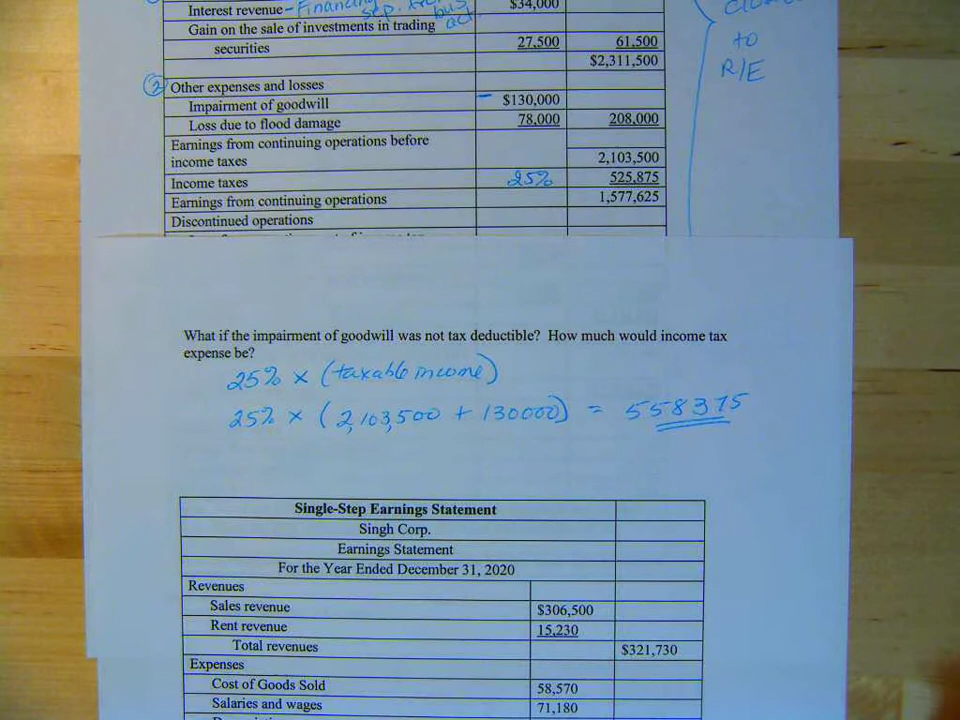 Interest revenue - Financing $34,000
sep.
bus
act
Gain on the sale of investments in trading
securities 27,500 61,500
$2,311,500
to
R/E
2 Other expenses and losses
Impairment of goodwill - $130,000
Loss due to flood damage 78,000 208,000
Earnings from continuing operations before
income taxes 2,103,500
Income taxes 25% 525,875
Earnings from continuing operations 1,577,625
Discontinued operations
What if the impairment of goodwill was not tax deductible? How much would income tax
expense be?
25% × (taxable income)
25% × (2,103,500 + 130000) = 558375
Single-Step Earnings Statement
Singh Corp.
Earnings Statement
For the Year Ended December 31, 2020
Revenues
Sales revenue $306,500
Rent revenue 15,230
Total revenues $321,730
Expenses
Cost of Goods Sold 58,570
Salaries and wages 71,180